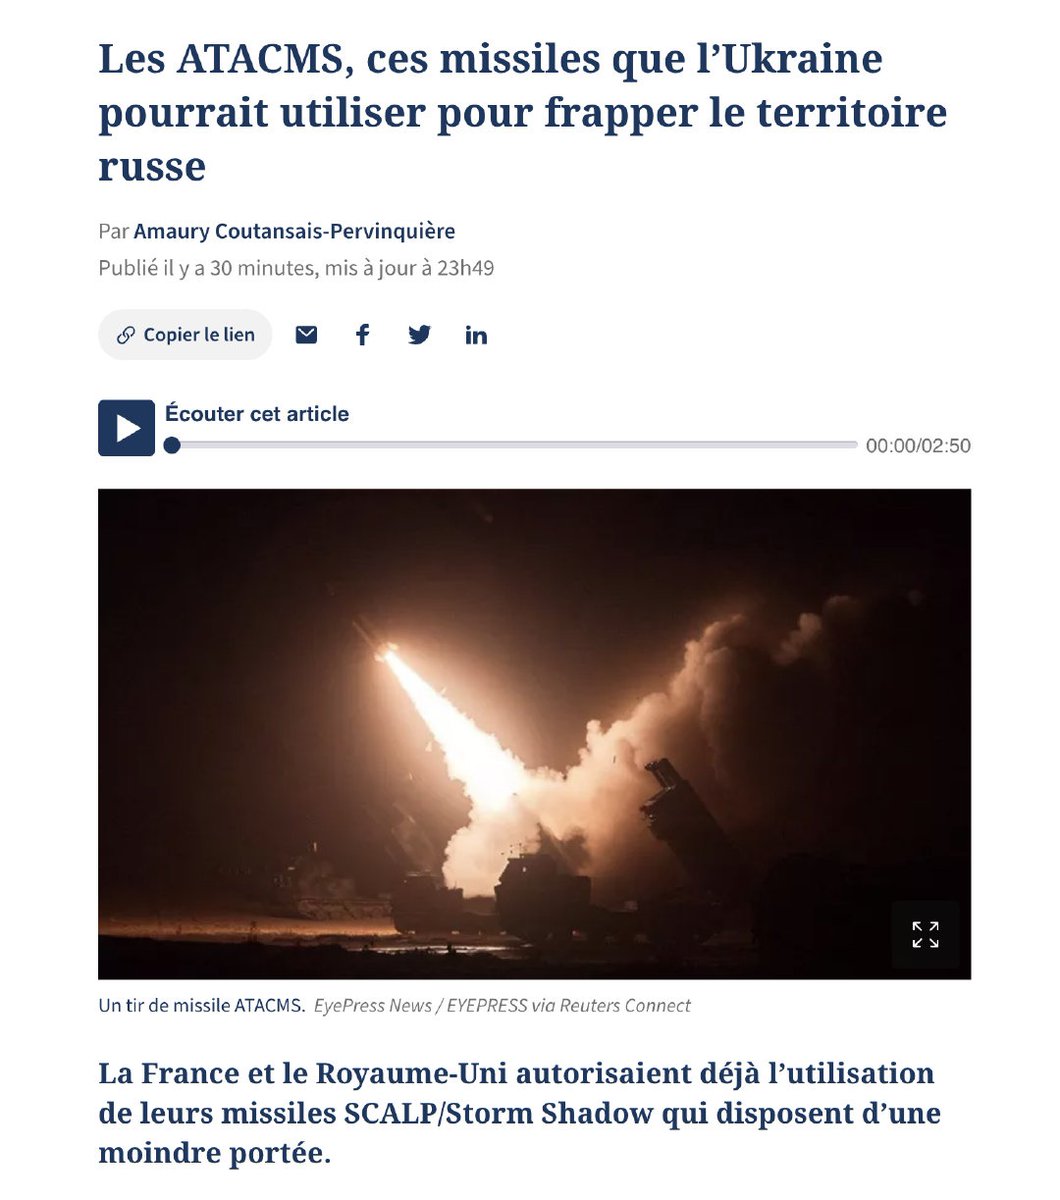 Les ATACMS, ces missiles que l’Ukraine
pourrait utiliser pour frapper le territoire
russe
Par Amaury Coutansais-Pervinquière
Publié il y a 30 minutes, mis à jour à 23h49
Copier le lien
Écouter cet article
00:00/02:50
Un tir de missile ATACMS. EyePress News / EYEPRESS via Reuters Connect
La France et le Royaume-Uni autorisaient déjà l’utilisation
de leurs missiles SCALP/Storm Shadow qui disposent d’une
moindre portée.